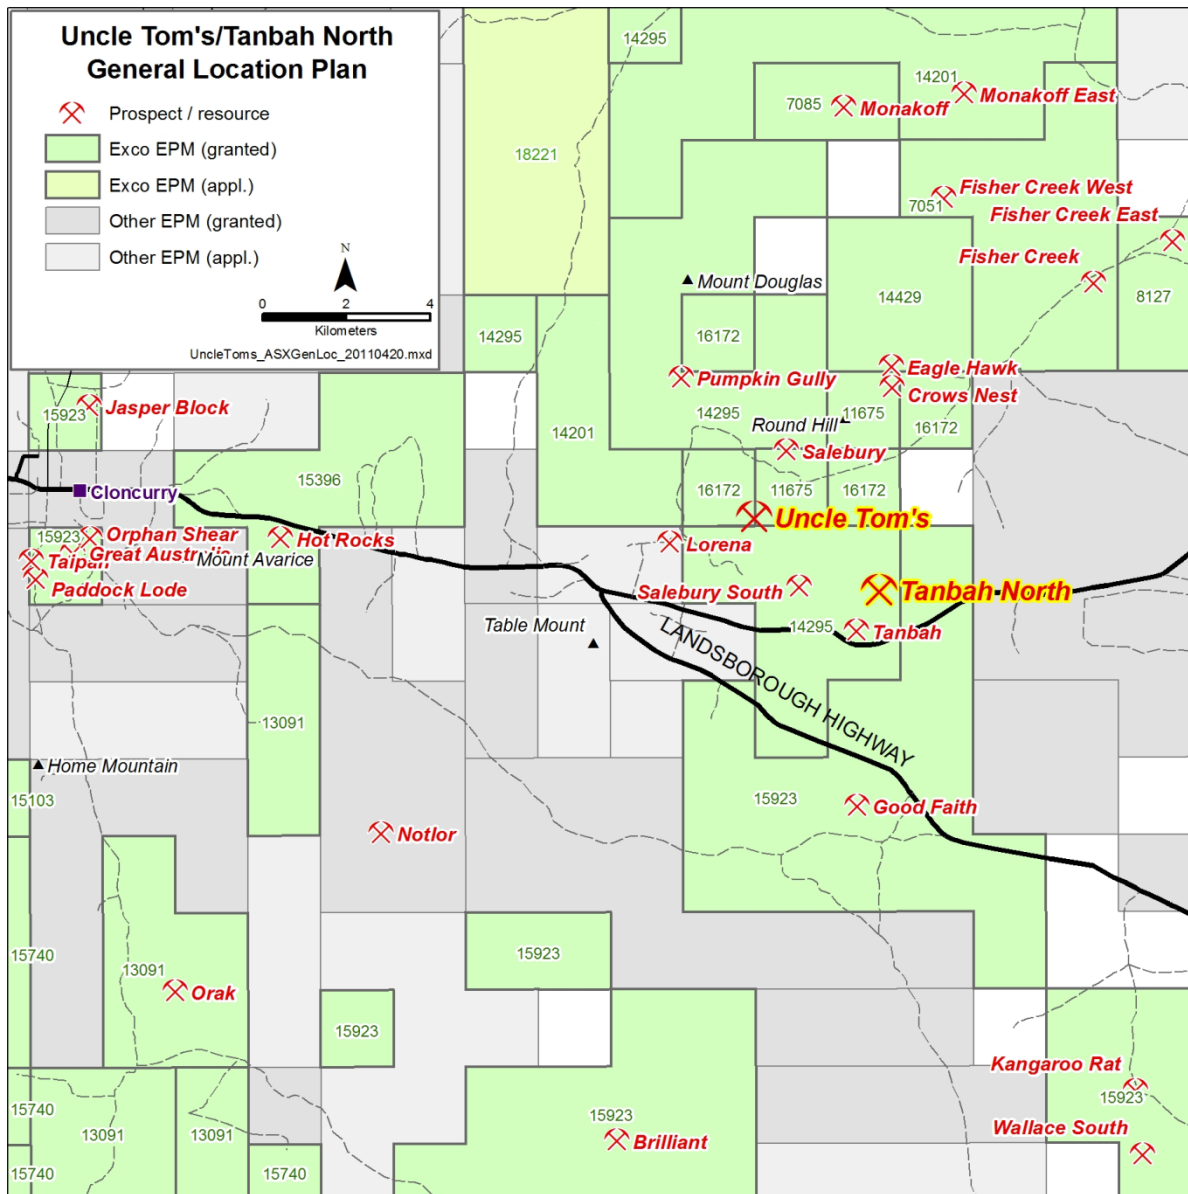 Uncle Tom's/Tanbah North
General Location Plan
Prospect / resource
Exco EPM (granted)
Exco EPM (appl.)
Other EPM (granted)
Other EPM (appl.)
N
0 2 4
Kilometers
UncleToms_ASXGenLoc_20110420.mxd
14295
14201
Monakoff East
7085
Monakoff
18221
Fisher Creek West
7051
Fisher Creek East
Fisher Creek
Mount Douglas
14429
8127
14295
16172
Eagle Hawk
Pumpkin Gully
Crows Nest
15923
Jasper Block
14295
11675
Round Hill
16172
14201
Salebury
15396
16172
11675
16172
Cloncurry
Uncle Tom's
15923
Orphan Shear
Hot Rocks
Lorena
Great Australia
Taipan
Mount Avarice
Paddock Lode
Salebury South
Tanbah North
Table Mount
14295
Tanbah
LANDSBOROUGH HIGHWAY
13091
Home Mountain
15103
15923
Good Faith
Notlor
15740
13091
15923
Orak
15923
Kangaroo Rat
15923
15740
13091
13091
15923
Brilliant
Wallace South
15740
15740